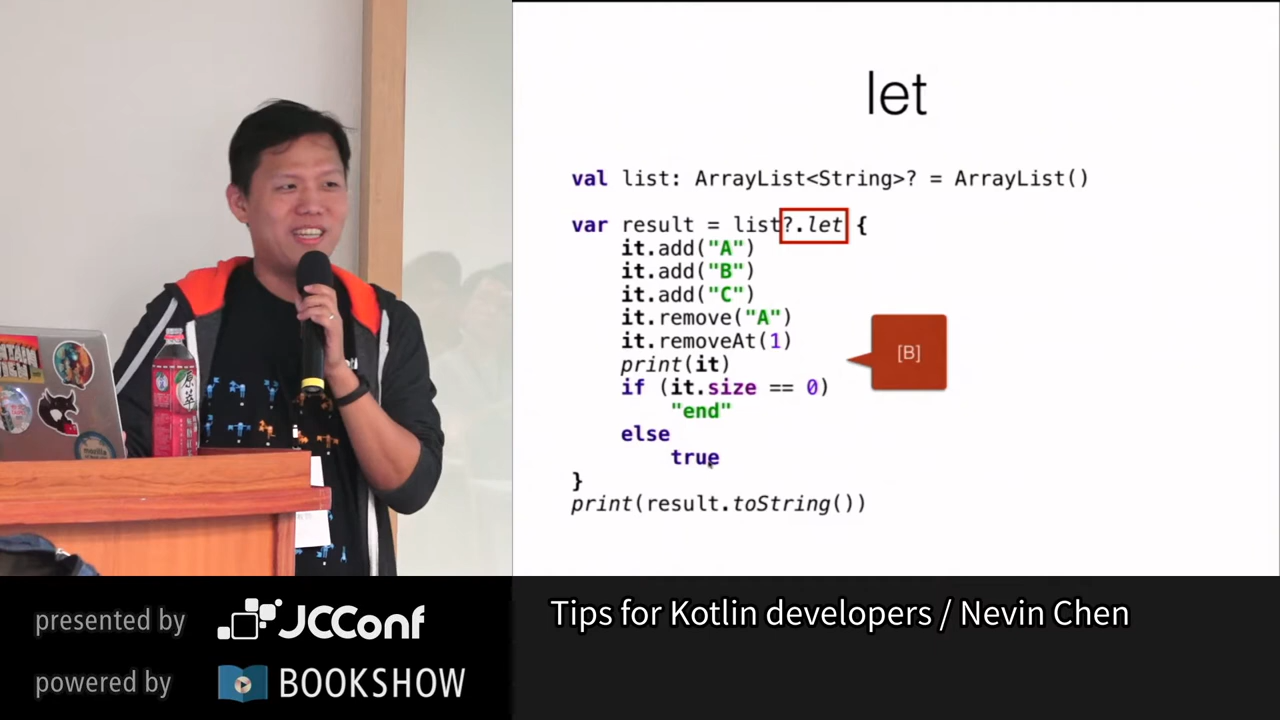 let
val list: ArrayList<String>? = ArrayList()
var result = list?.let {
it.add("A")
it.add("B")
it.add("C")
it.remove("A")
it.removeAt(1)
print(it)
[B]
if (it.size == 0)
"end"
else
true
}
print(result.toString())
presented by JCConf
powered by BOOKSHOW
Tips for Kotlin developers / Nevin Chen
mozilla